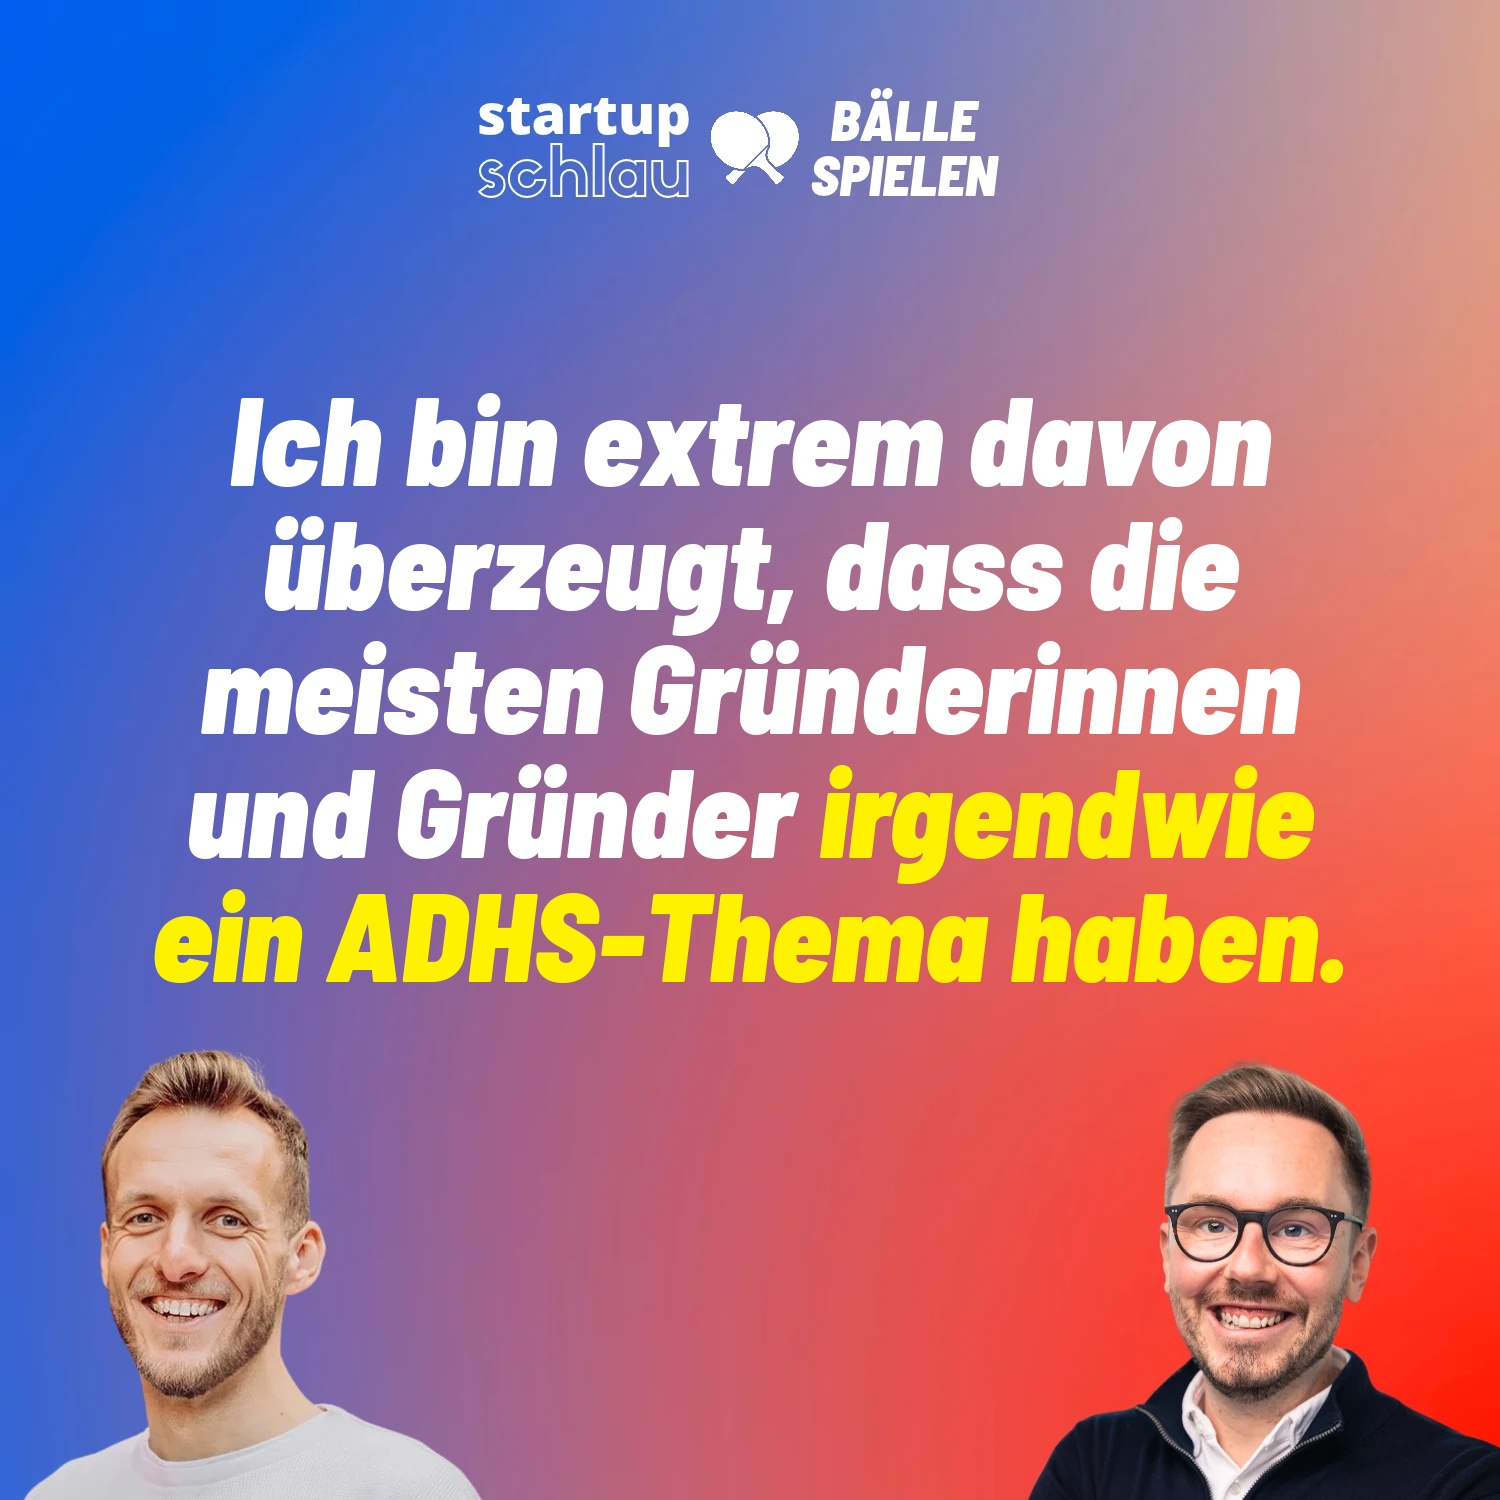 startup
schlau
BÄLLE
SPIELEN
Ich bin extrem davon
überzeugt, dass die
meisten Gründerinnen
und Gründer irgendwie
ein ADHS-Thema haben.